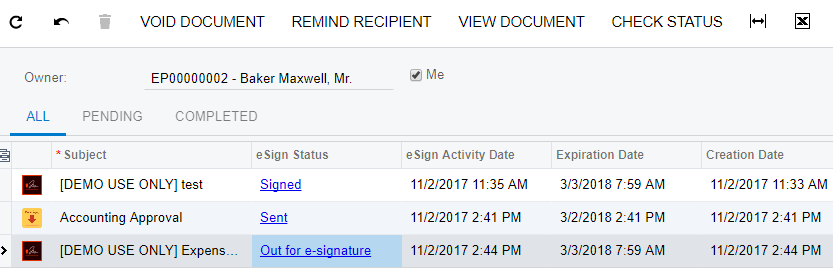 VOID DOCUMENT REMIND RECIPIENT VIEW DOCUMENT CHECK STATUS
Owner: EP00000002 - Baker Maxwell, Mr. Me
ALL PENDING COMPLETED
* Subject eSign Status eSign Activity Date Expiration Date Creation Date
[DEMO USE ONLY] test Signed 11/2/2017 11:35 AM 3/3/2018 7:59 AM 11/2/2017 11:33 AM
Accounting Approval Sent 11/2/2017 2:41 PM 3/2/2018 2:41 PM 11/2/2017 2:41 PM
[DEMO USE ONLY] Expens... Out for e-signature 11/2/2017 2:44 PM 3/3/2018 7:59 AM 11/2/2017 2:44 PM